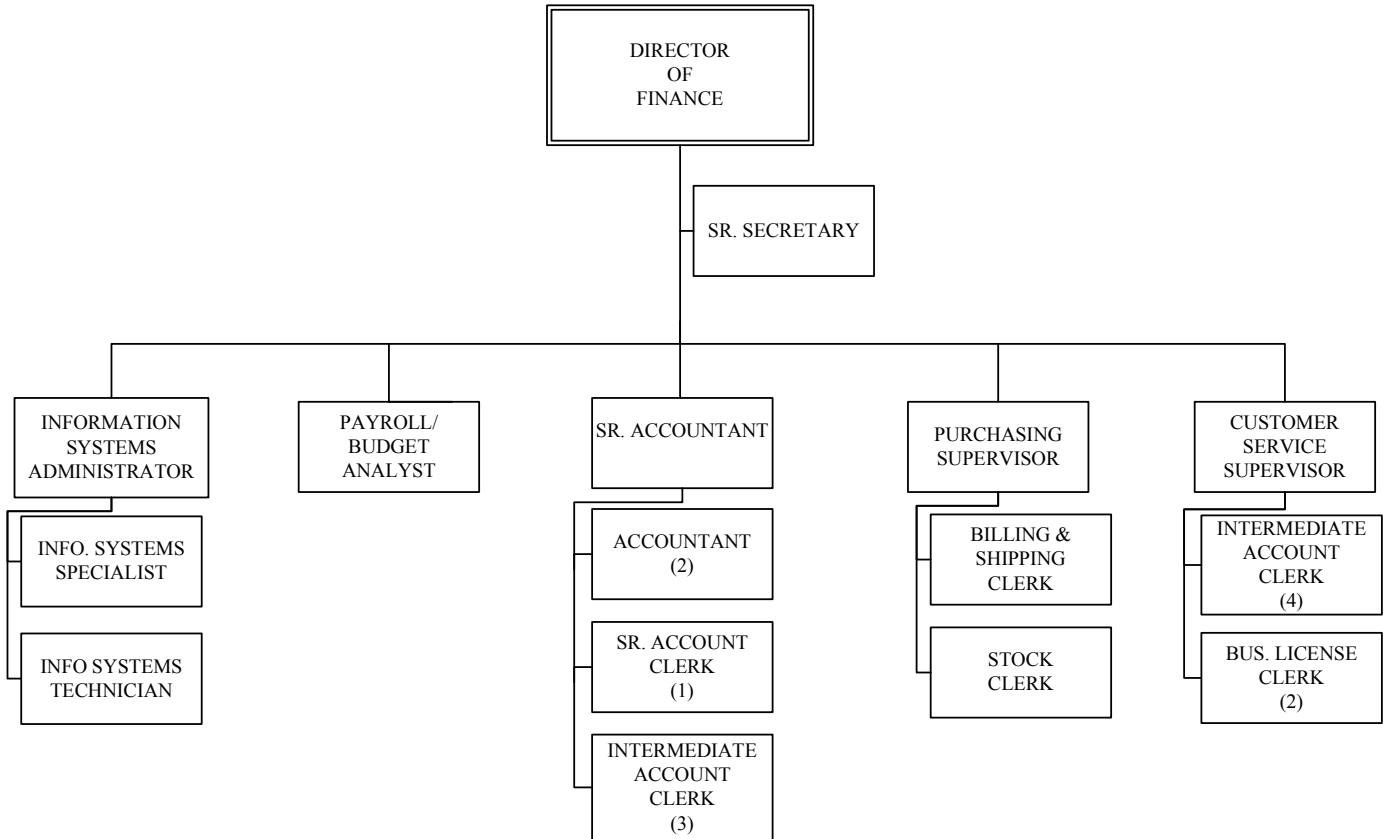 DIRECTOR
OF
FINANCE
SR. SECRETARY
INFORMATION
SYSTEMS
ADMINISTRATOR
PAYROLL/
BUDGET
ANALYST
SR. ACCOUNTANT
PURCHASING
SUPERVISOR
CUSTOMER
SERVICE
SUPERVISOR
INFO. SYSTEMS
SPECIALIST
INFO SYSTEMS
TECHNICIAN
ACCOUNTANT
(2)
SR. ACCOUNT
CLERK
(1)
INTERMEDIATE
ACCOUNT
CLERK
(3)
BILLING &
SHIPPING
CLERK
STOCK
CLERK
INTERMEDIATE
ACCOUNT
CLERK
(4)
BUS. LICENSE
CLERK
(2)